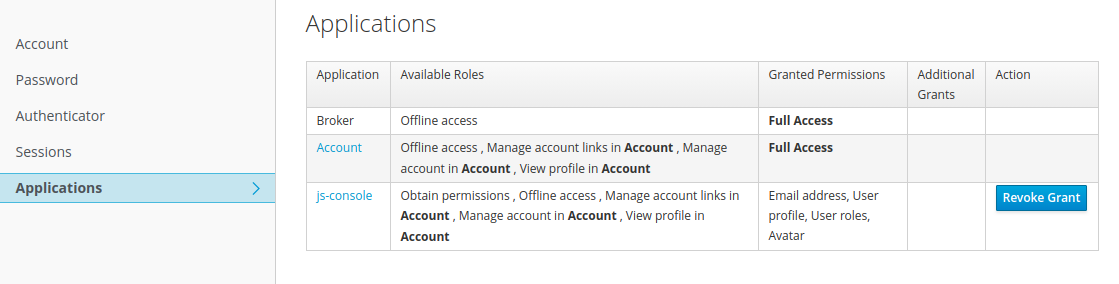 Applications
Account
Password
Authenticator
Sessions
Applications
Application Available Roles Granted Permissions Additional Grants Action
Broker Offline access Full Access
Account Offline access , Manage account links in Account , Manage account in Account , View profile in Account Full Access
js-console Obtain permissions , Offline access , Manage account links in Account , Manage account in Account , View profile in Account Email address, User profile, User roles, Avatar Revoke Grant